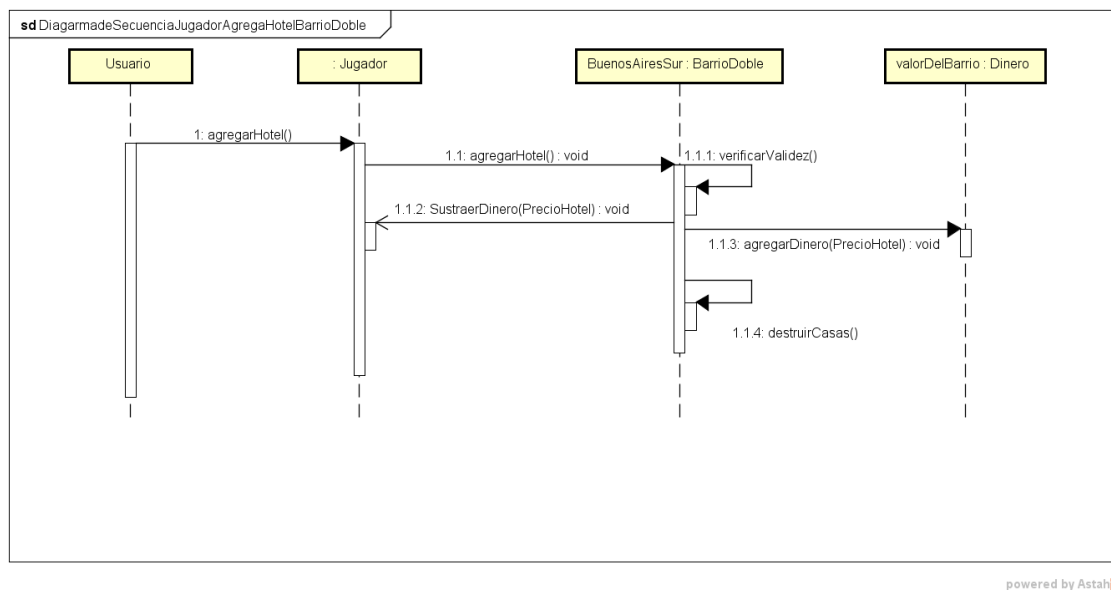 sd DiagarmadeSecuenciaJugadorAgregaHotelBarrioDoble
Usuario
: Jugador
BuenosAiresSur : BarrioDoble
valorDelBarrio : Dinero
1: agregarHotel()
1.1: agregarHotel() : void
1.1.1: verificarValidez()
1.1.2: SustraerDinero(PrecioHotel) : void
1.1.3: agregarDinero(PrecioHotel) : void
1.1.4: destruirCasas()
powered by Astah